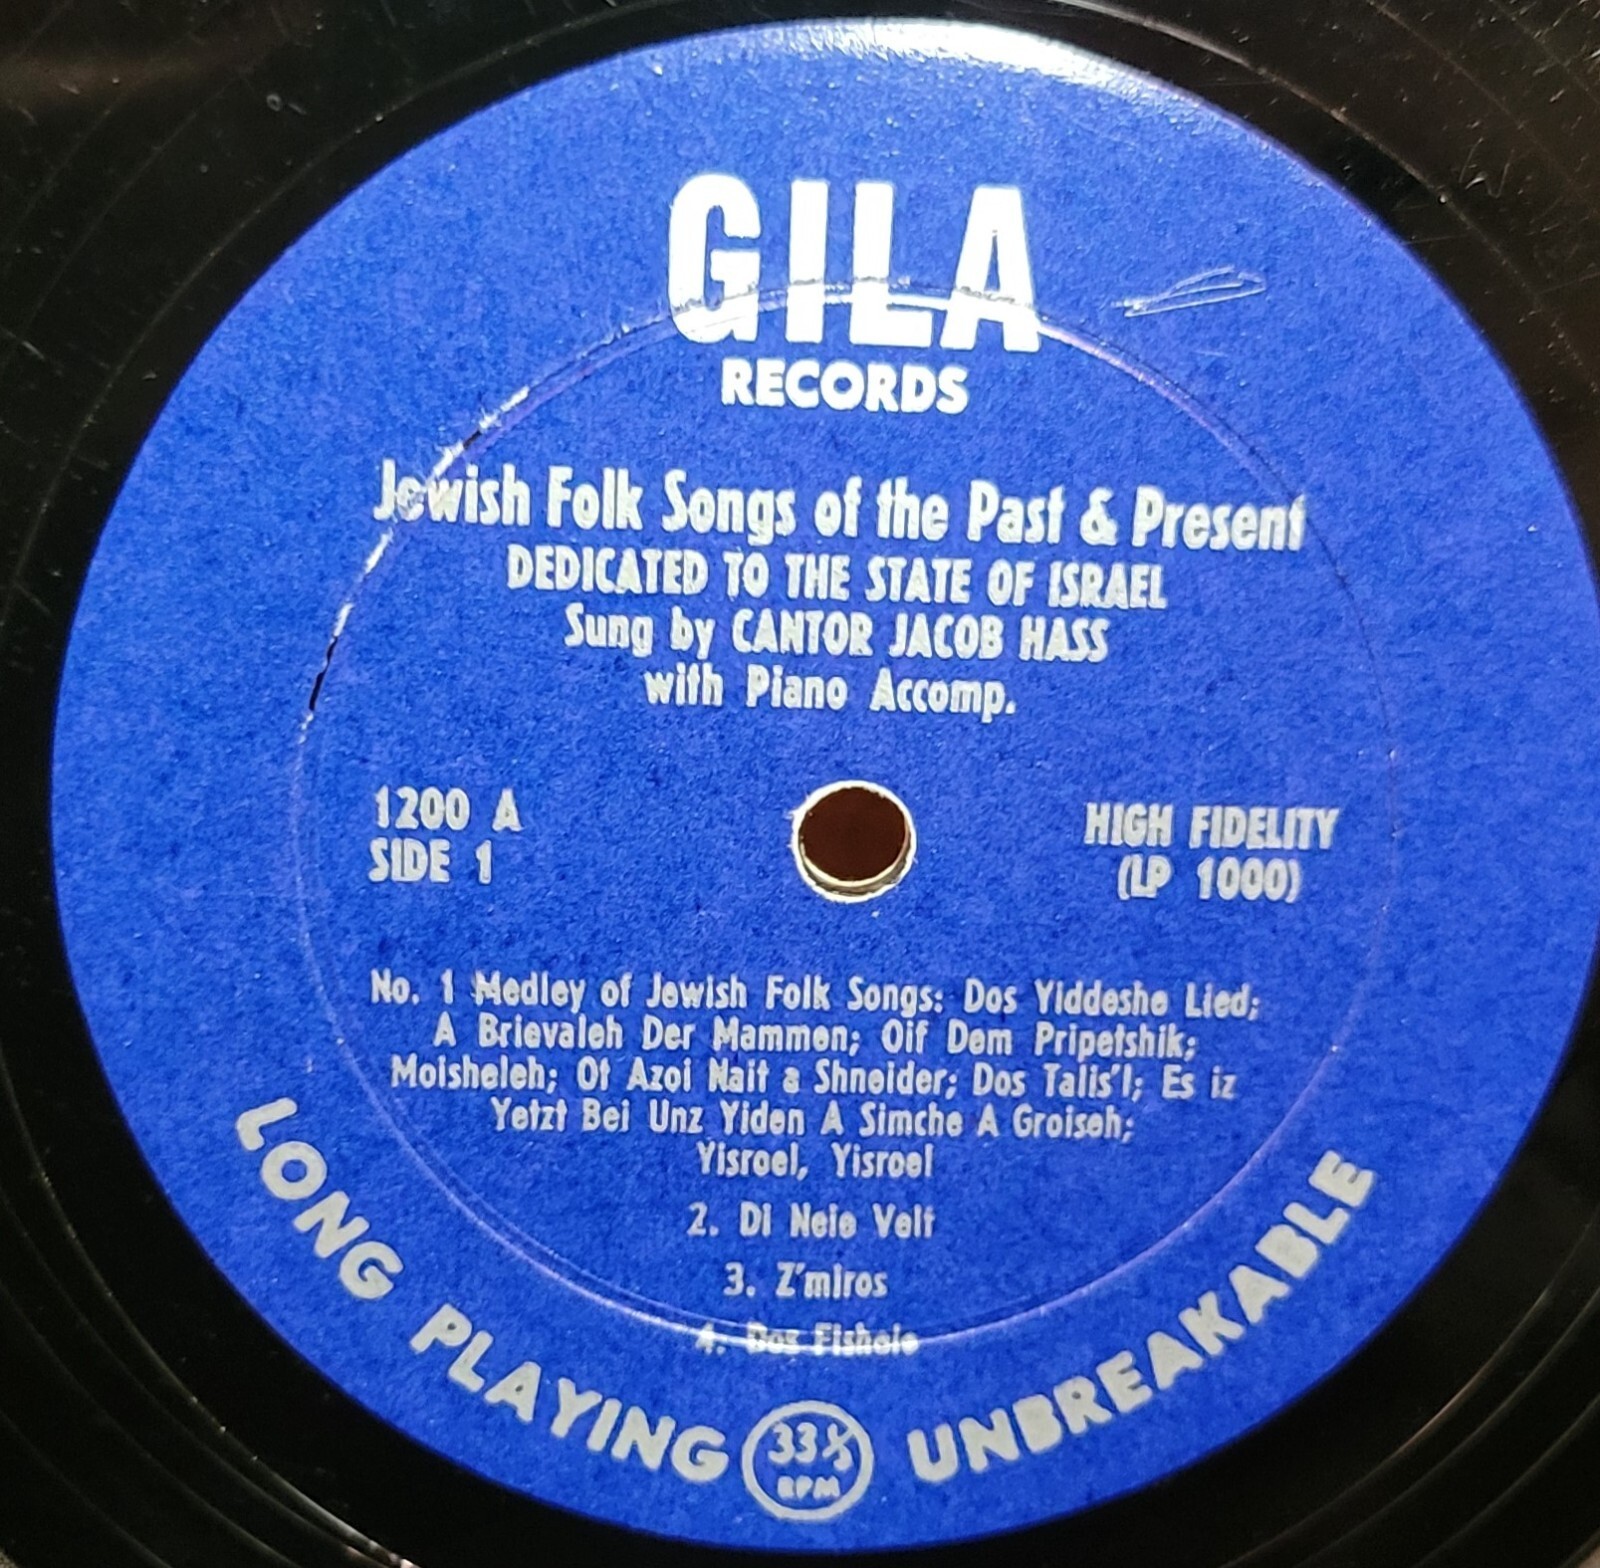 GILA
RECORDS
Jewish Folk Songs of the Past & Present
DEDICATED TO THE STATE OF ISRAEL
Sung by CANTOR JACOB HASS
with Piano Accomp.
1200 A
SIDE 1
HIGH FIDELITY
(LP 1000)
No. 1 Medley of Jewish Folk Songs: Dos Yiddeshe Lied;
A Brievaleh Der Mammen; Oif Dem Pripetshik;
Moisheleh; Ot Azoi Nait a Shneider; Dos Talis'l; Es iz
Yetzt Bei Unz Yiden A Simche A Groiseh;
Yisroel, Yisroel
2. Di Neie Velt
3. Z'miros
4. Dos Fishele
LONG PLAYING 33⅓ RPM UNBREAKABLE